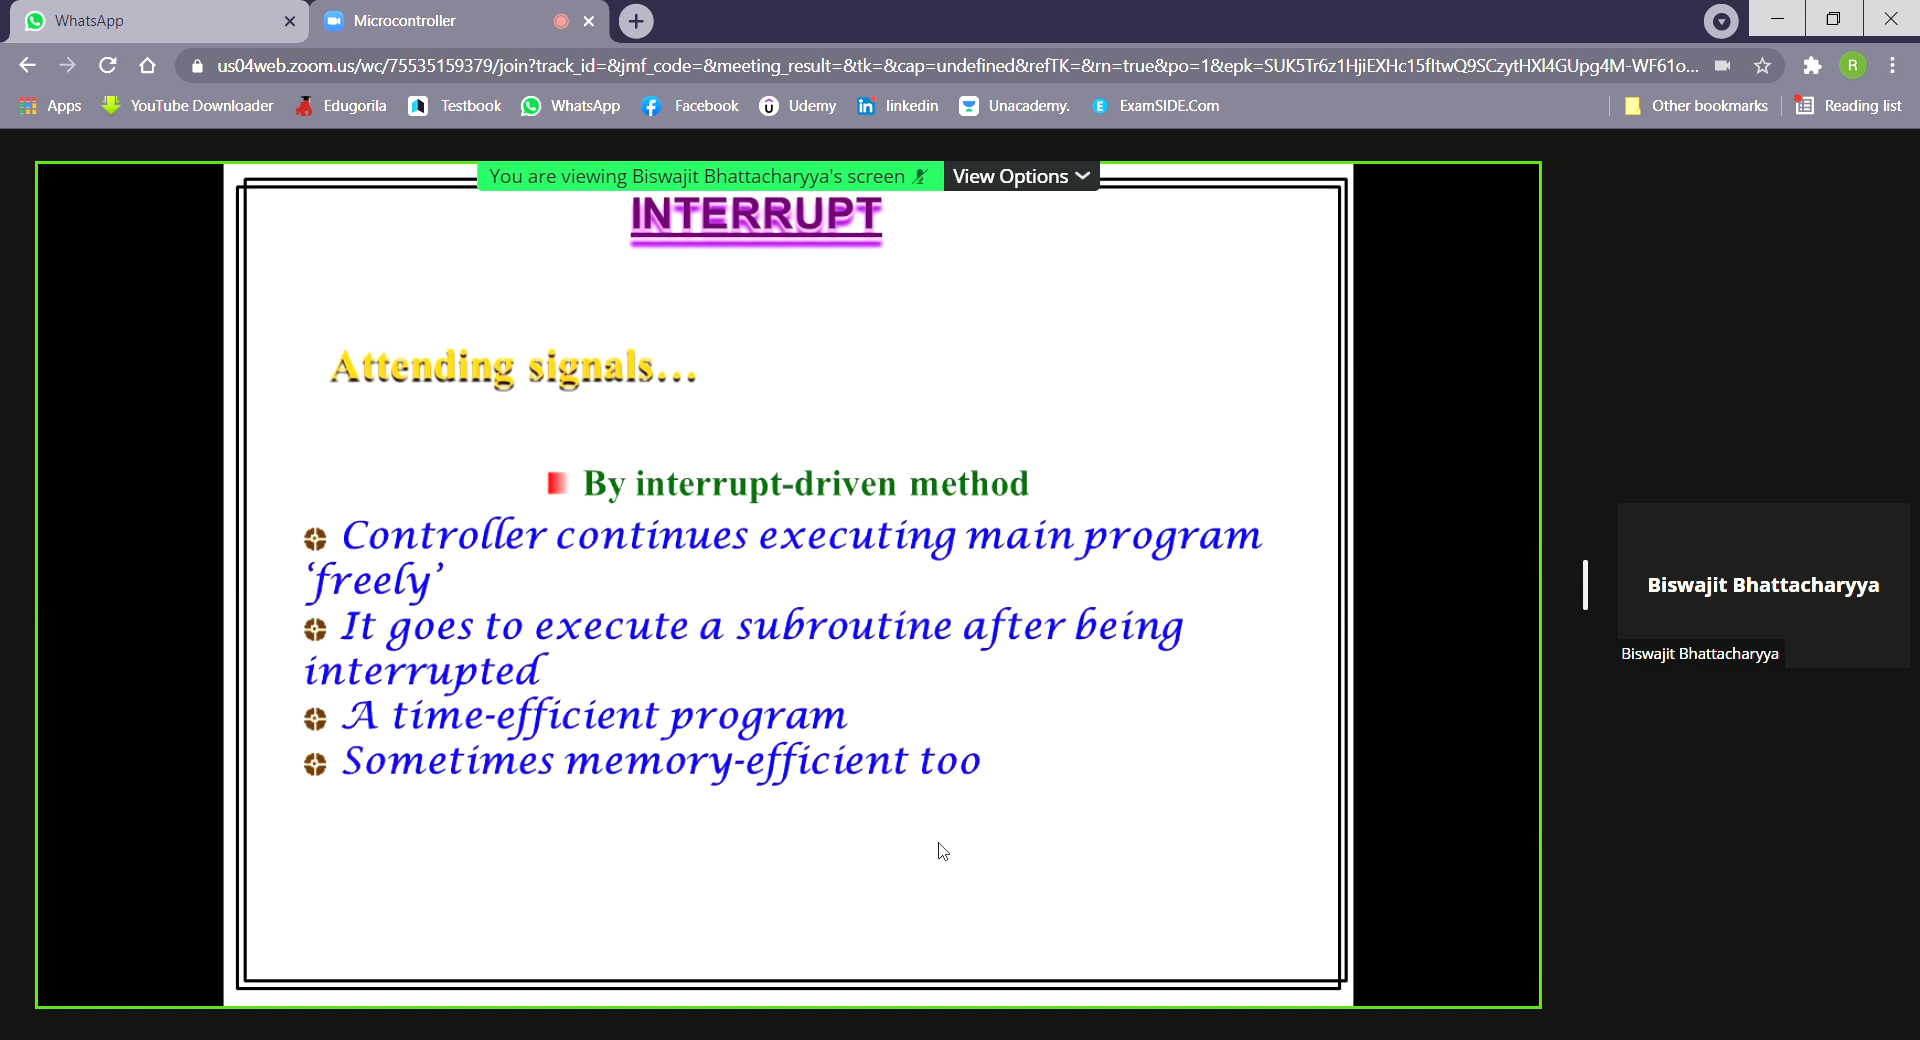 WhatsApp
Microcontroller
us04web.zoom.us/wc/75535159379/join?track_id=&jmf_code=&meeting_result=&tk=&cap=undefined&refTK=&rn=true&po=1&epk=SUK5Tr6z1HjiEXHc15fItwQ9SCzytHXl4GUpg4M-WF61o...
R
Apps YouTube Downloader Edugorila Testbook WhatsApp Facebook Udemy linkedin Unacademy. ExamSIDE.Com Other bookmarks Reading list
You are viewing Biswajit Bhattacharyya's screen View Options
INTERRUPT
Attending signals...
By interrupt-driven method
Controller continues executing main program
‘freely’
It goes to execute a subroutine after being
interrupted
A time-efficient program
Sometimes memory-efficient too
Biswajit Bhattacharyya
Biswajit Bhattacharyya